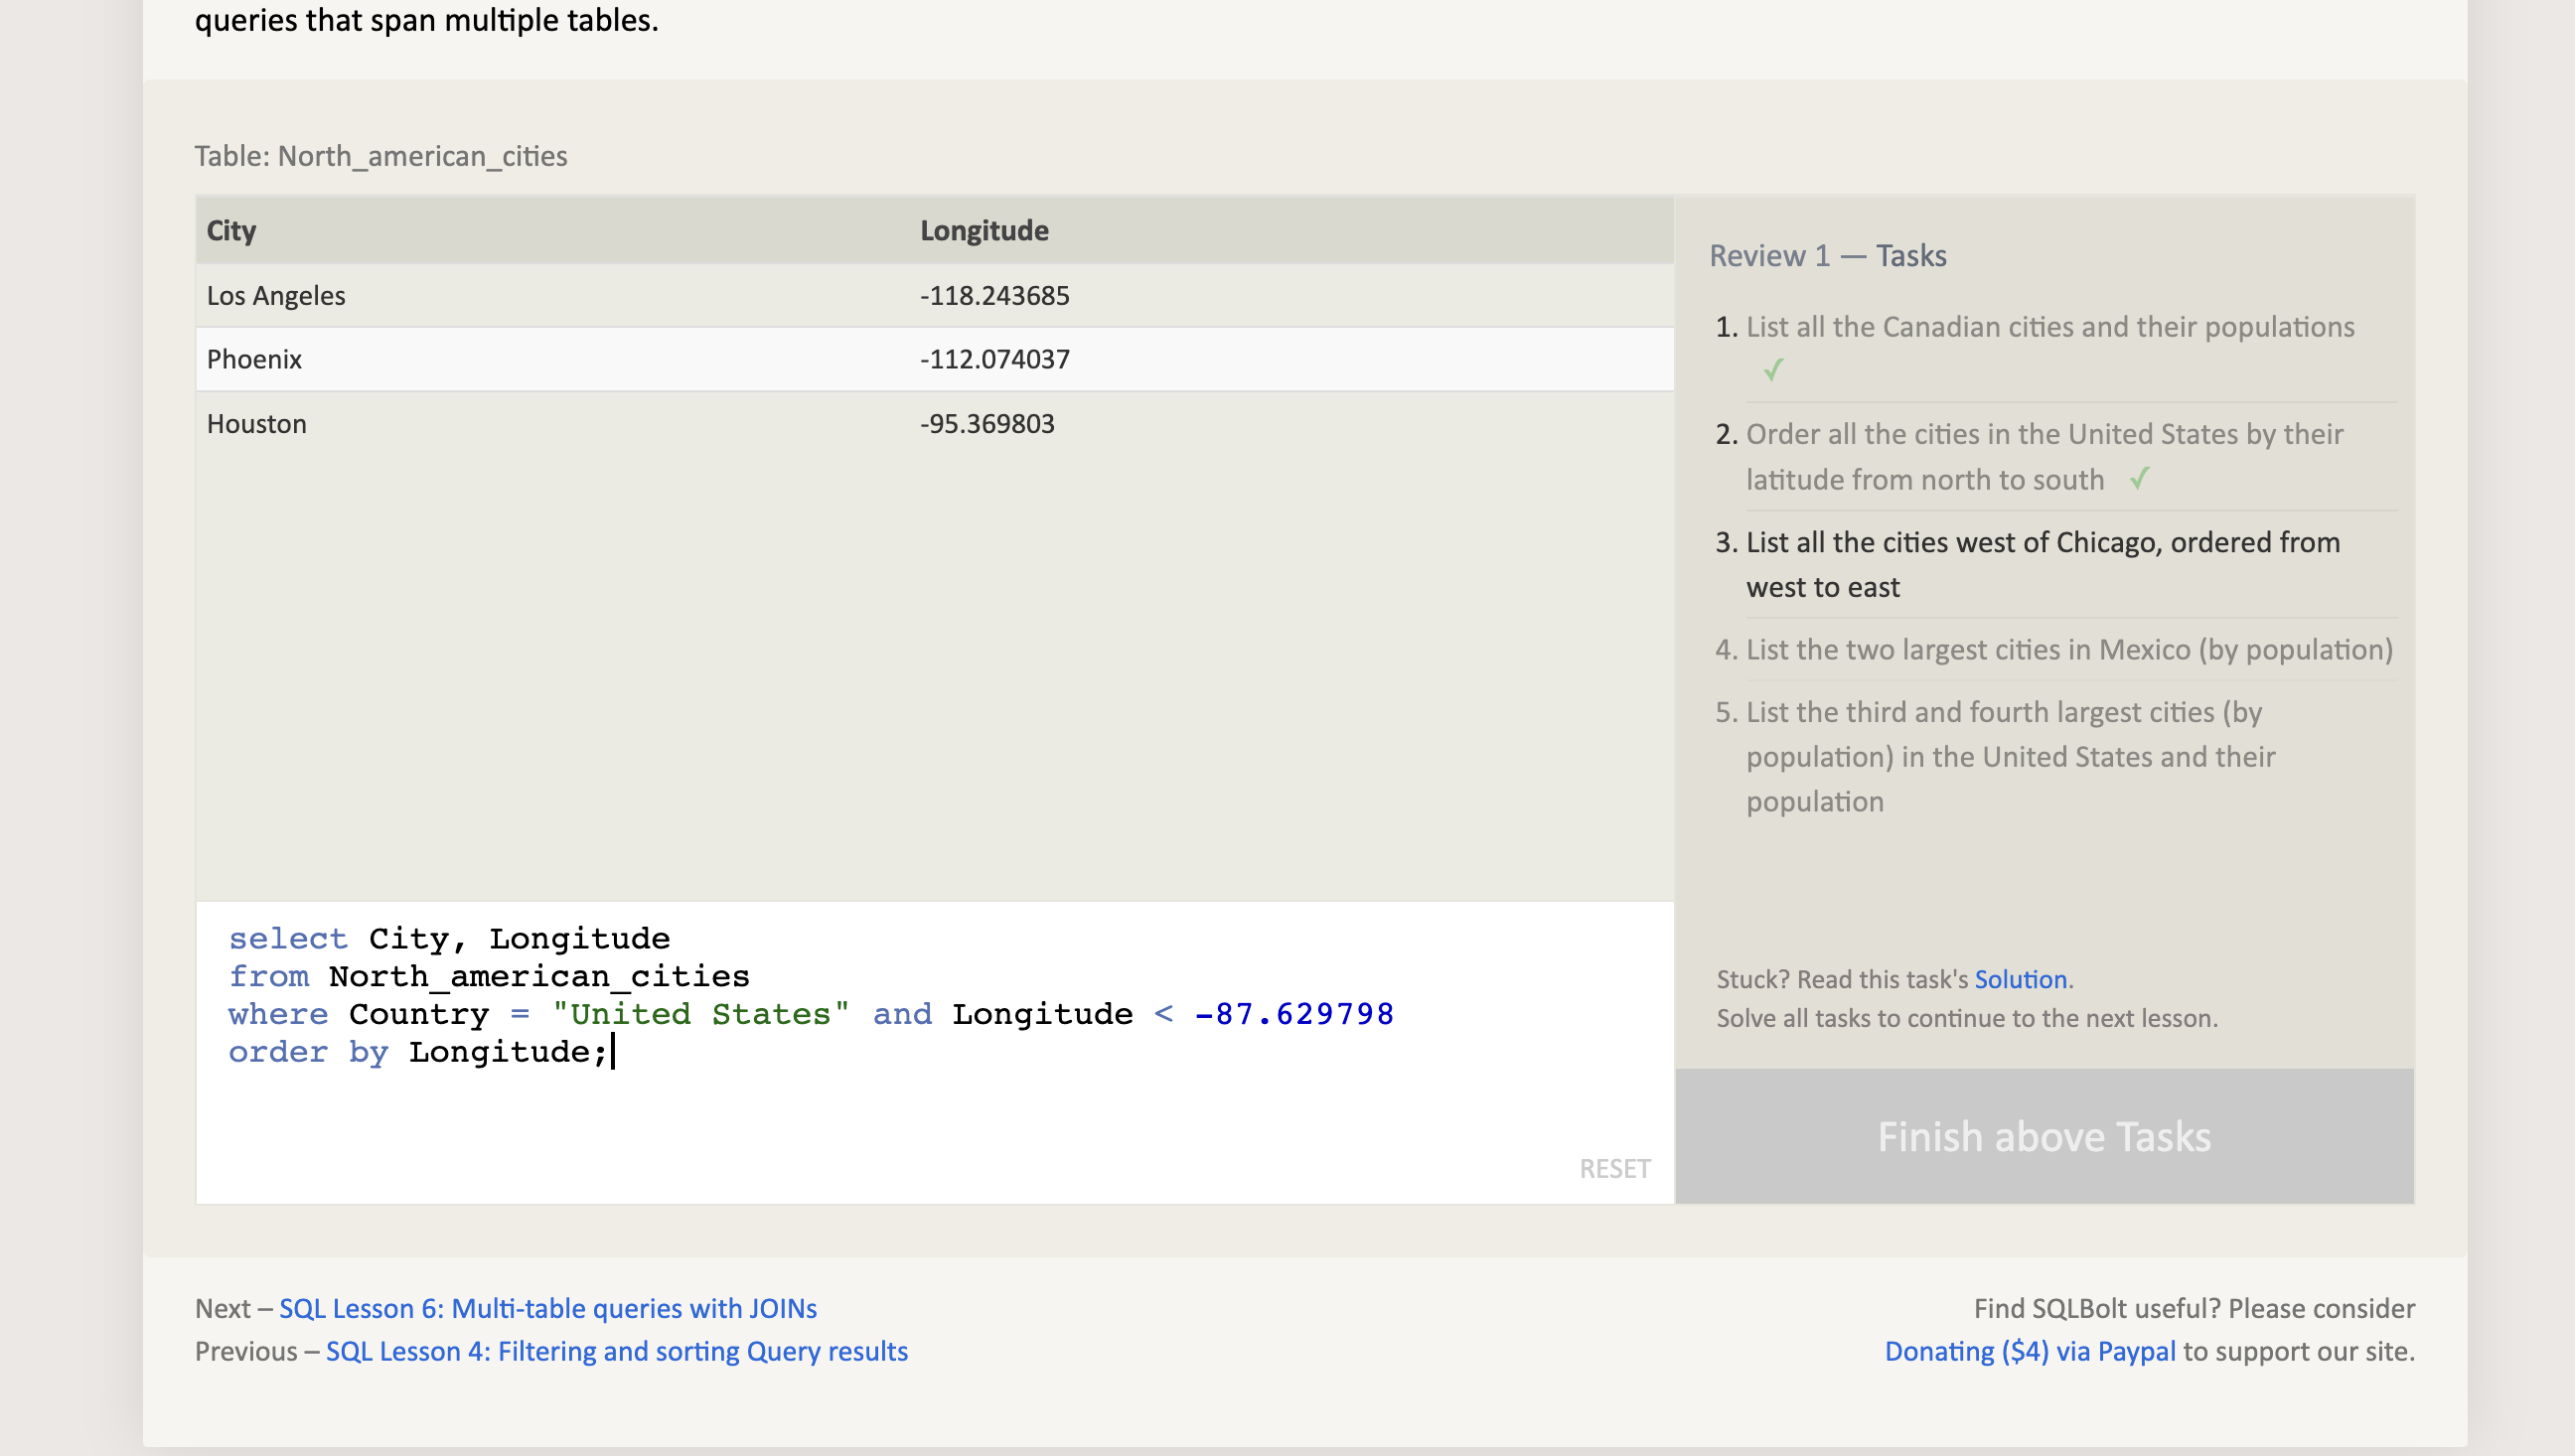 queries that span multiple tables.
Table: North_american_cities
City Longitude
Los Angeles -118.243685
Phoenix -112.074037
Houston -95.369803
select City, Longitude
from North_american_cities
where Country = "United States" and Longitude < -87.629798
order by Longitude;
RESET
Review 1 — Tasks
1. List all the Canadian cities and their populations
✓
2. Order all the cities in the United States by their
latitude from north to south ✓
3. List all the cities west of Chicago, ordered from
west to east
4. List the two largest cities in Mexico (by population)
5. List the third and fourth largest cities (by
population) in the United States and their
population
Stuck? Read this task's Solution.
Solve all tasks to continue to the next lesson.
Finish above Tasks
Next – SQL Lesson 6: Multi-table queries with JOINs
Previous – SQL Lesson 4: Filtering and sorting Query results
Find SQLBolt useful? Please consider
Donating ($4) via Paypal to support our site.